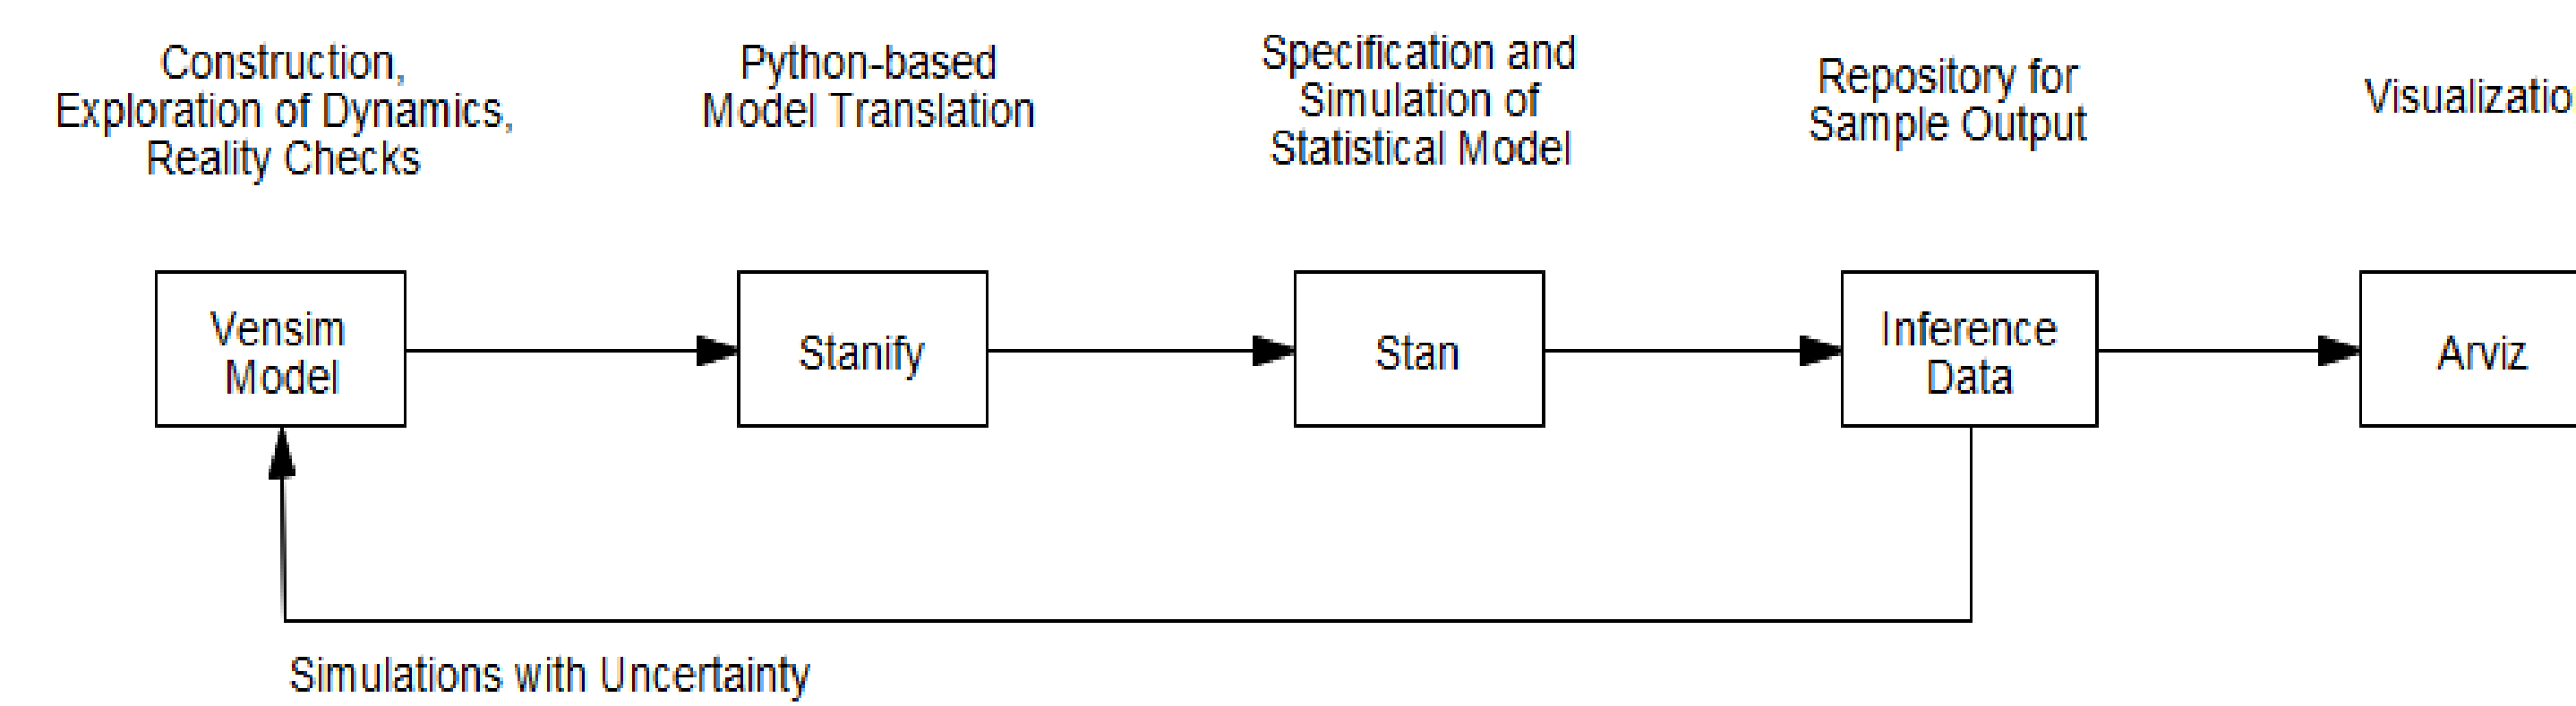 Construction,
Exploration of Dynamics,
Reality Checks
Python-based
Model Translation
Specification and
Simulation of
Statistical Model
Repository for
Sample Output
Visualizatio
Vensim
Model
Stanify
Stan
Inference
Data
Arviz
Simulations with Uncertainty